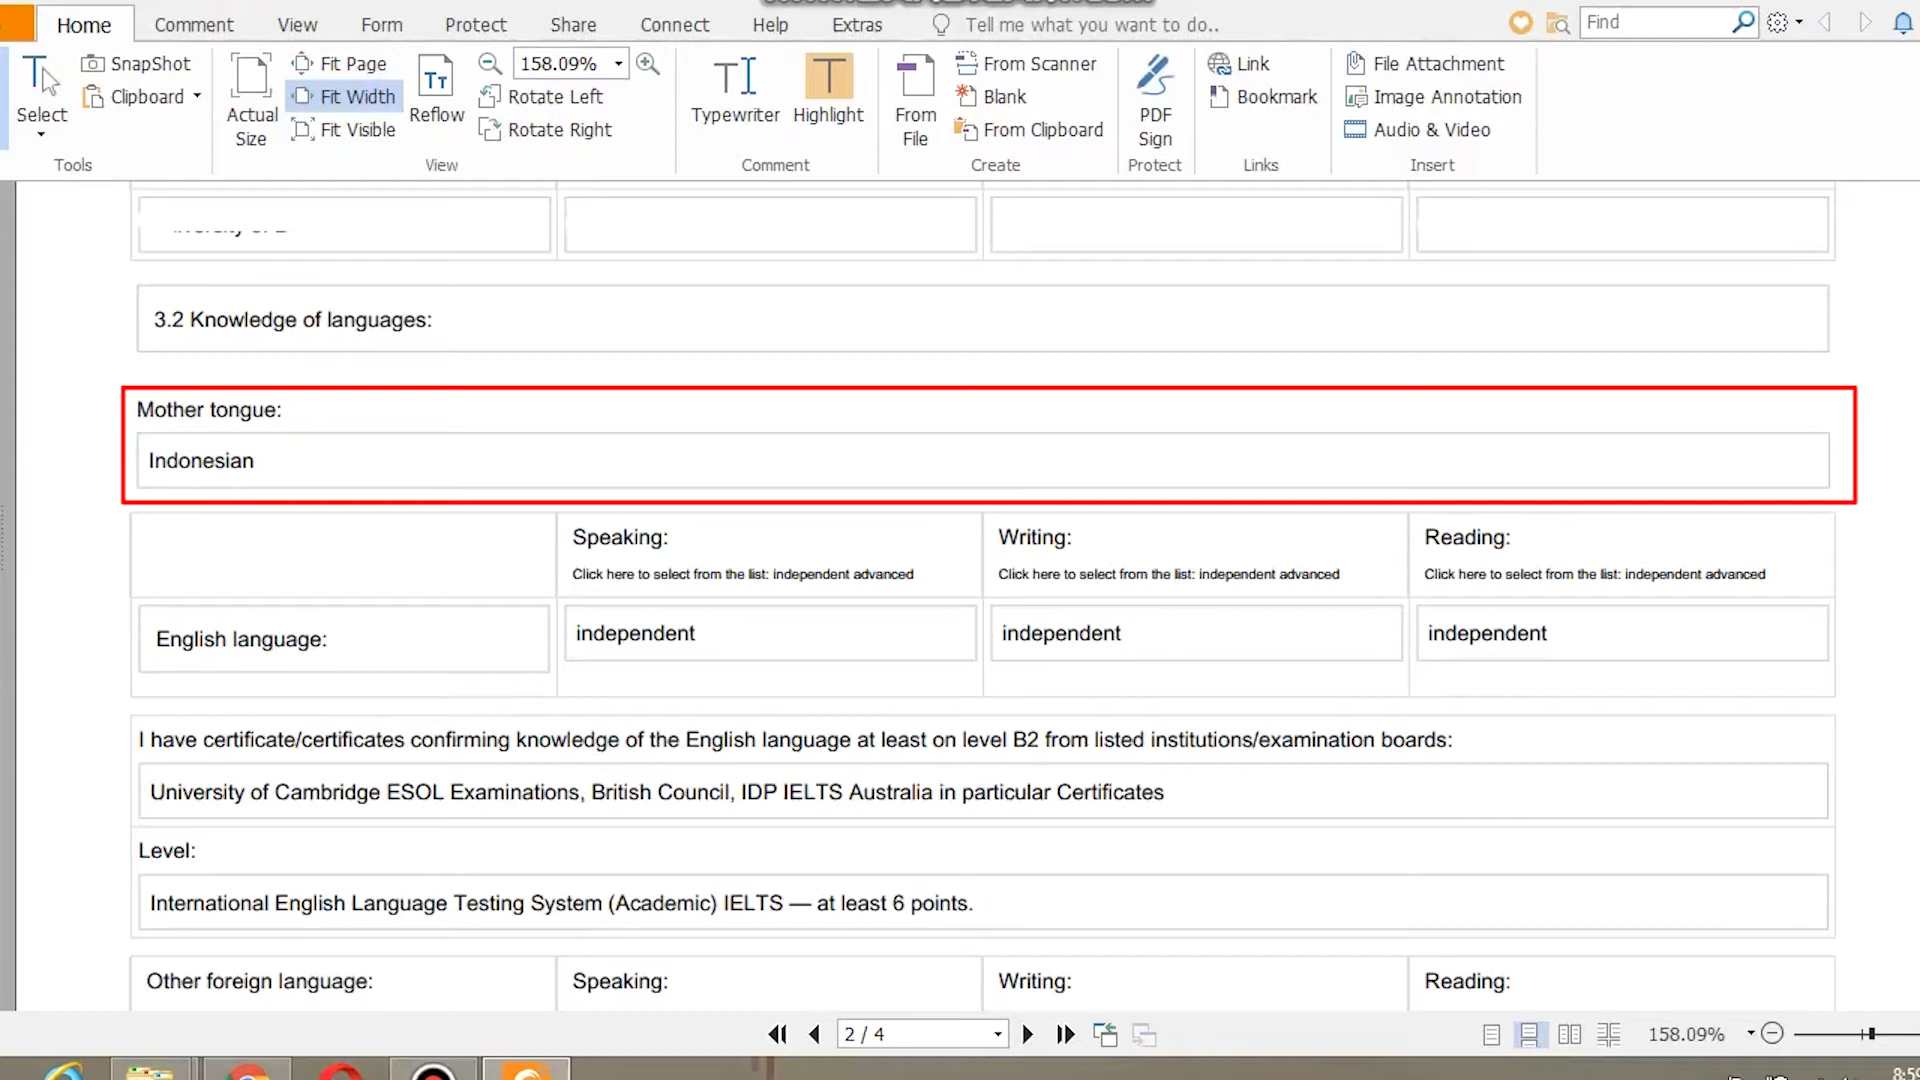 Home Comment View Form Protect Share Connect Help Extras Tell me what you want to do.. Find
Select
SnapShot
Clipboard
Tools
Actual Size
Fit Page
Fit Width
Fit Visible
Reflow
158.09%
Rotate Left
Rotate Right
View
Typewriter
Highlight
Comment
From File
From Scanner
Blank
From Clipboard
Create
PDF Sign
Protect
Link
Bookmark
Links
File Attachment
Image Annotation
Audio & Video
Insert
3.2 Knowledge of languages:
Mother tongue:
Indonesian
Speaking: Writing: Reading:
Click here to select from the list: independent advanced Click here to select from the list: independent advanced Click here to select from the list: independent advanced
English language: independent independent independent
I have certificate/certificates confirming knowledge of the English language at least on level B2 from listed institutions/examination boards:
University of Cambridge ESOL Examinations, British Council, IDP IELTS Australia in particular Certificates
Level:
International English Language Testing System (Academic) IELTS — at least 6 points.
Other foreign language: Speaking: Writing: Reading:
2 / 4 158.09%